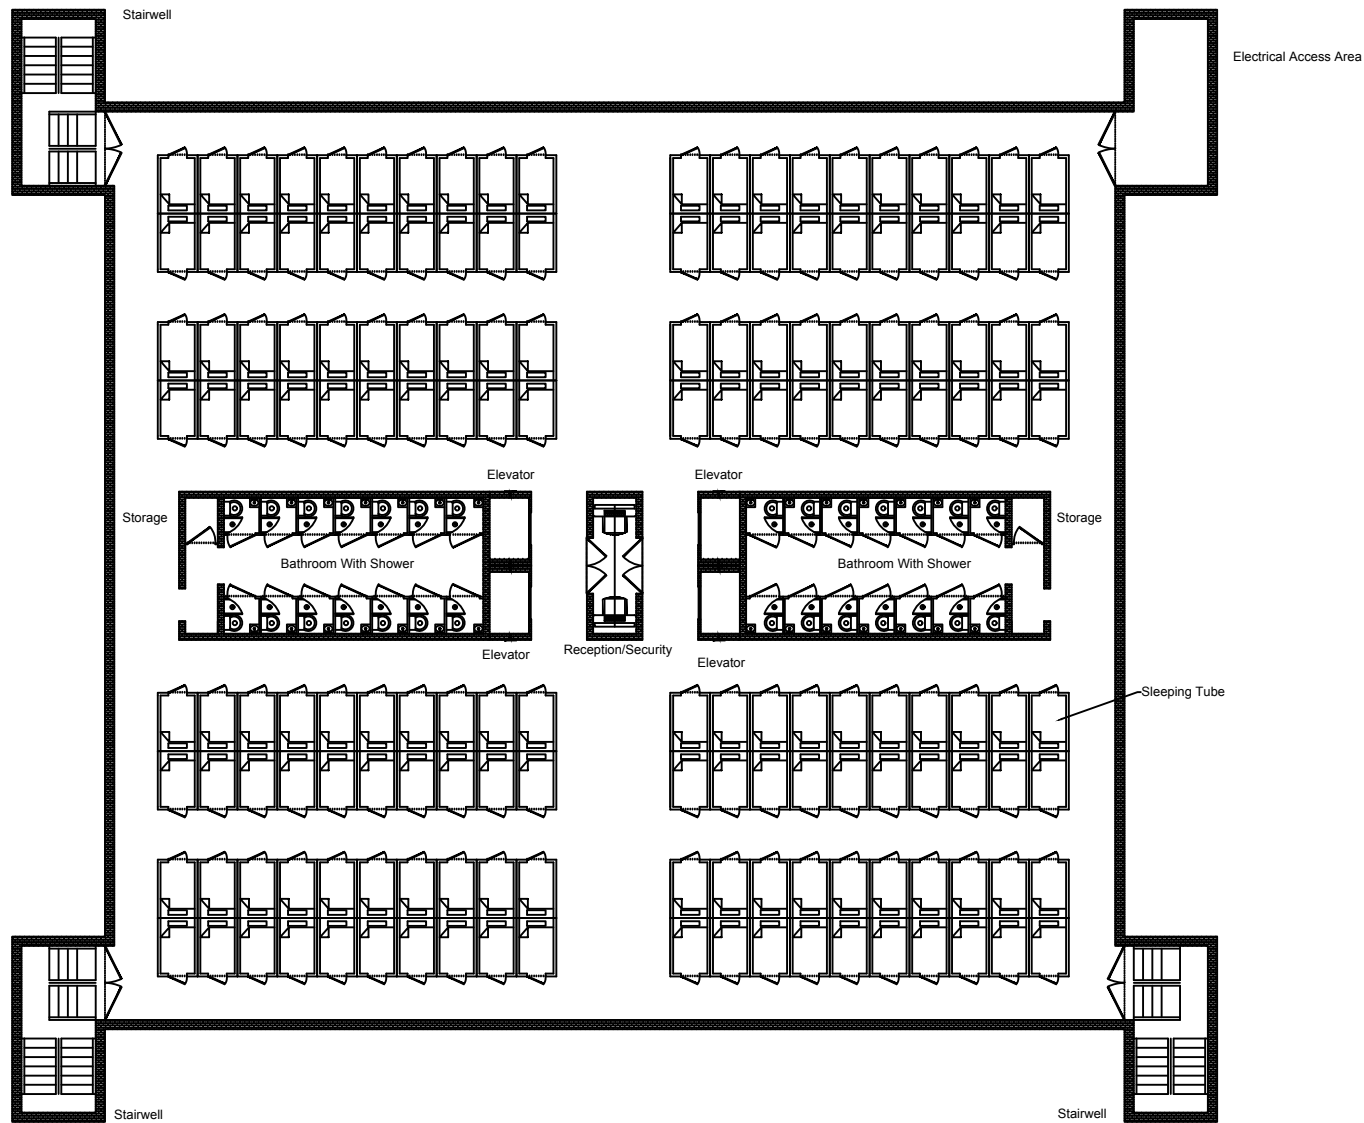 Stairwell
Electrical Access Area
Elevator
Elevator
Storage
Storage
Bathroom With Shower
Bathroom With Shower
Reception/Security
Elevator
Elevator
Sleeping Tube
Stairwell
Stairwell